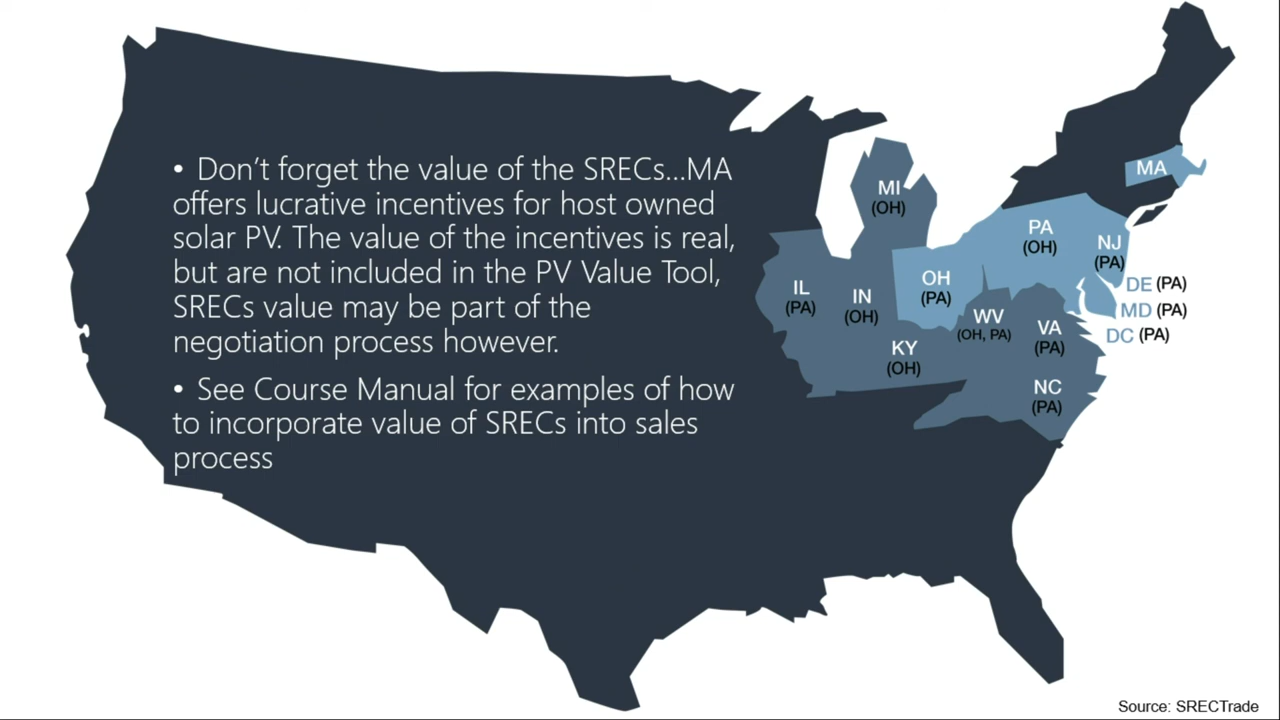 • Don’t forget the value of the SRECs...MA
offers lucrative incentives for host owned
solar PV. The value of the incentives is real,
but are not included in the PV Value Tool,
SRECs value may be part of the
negotiation process however.
• See Course Manual for examples of how
to incorporate value of SRECs into sales
process
MA
MI
(OH)
PA
(OH)
NJ
(PA)
OH
(PA)
IL
(PA)
IN
(OH)
DE (PA)
MD (PA)
DC (PA)
WV
(OH, PA)
VA
(PA)
KY
(OH)
NC
(PA)
Source: SRECTrade